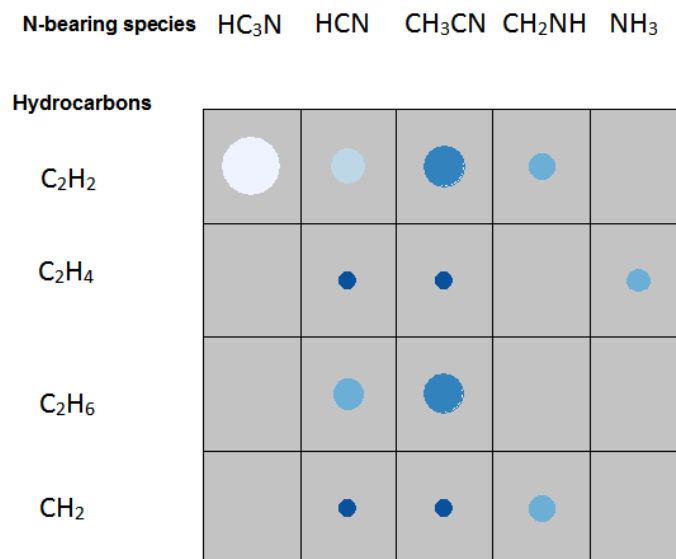 N-bearing species HC₃N HCN CH₃CN CH₂NH NH₃
Hydrocarbons
C₂H₂
C₂H₄
C₂H₆
CH₂